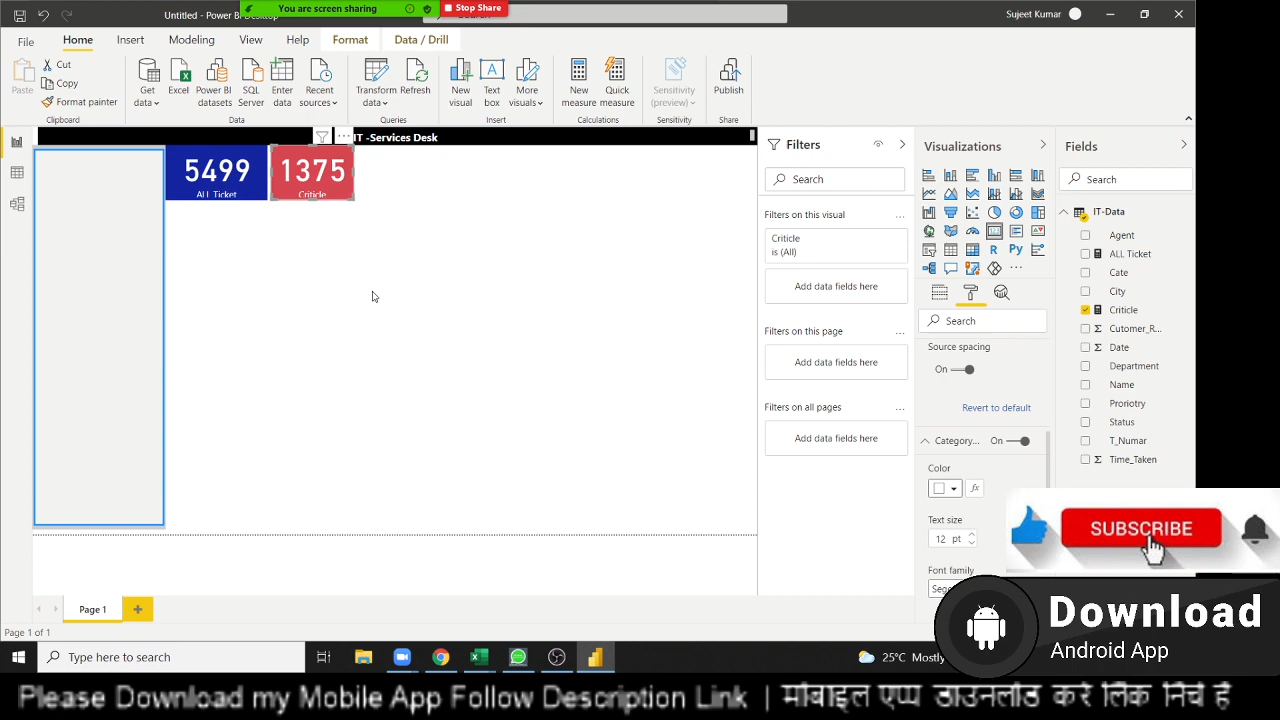 You are screen sharing
Stop Share
Untitled - Power BI Desktop
Sujeet Kumar
File
Home
Insert
Modeling
View
Help
Format
Data / Drill
Paste
Cut
Copy
Format painter
Clipboard
Get data
Excel
Power BI datasets
SQL Server
Enter data
Recent sources
Data
Transform data
Refresh
Queries
New visual
Text box
More visuals
Insert
New measure
Quick measure
Calculations
Sensitivity (preview)
Sensitivity
Publish
Share
IT -Services Desk
5499
ALL Ticket
1375
Criticle
Filters
Search
Filters on this visual
Criticle
is (All)
Add data fields here
Filters on this page
Add data fields here
Filters on all pages
Add data fields here
Visualizations
R
Py
Search
Source spacing
On
Revert to default
Category...
On
Color
fx
Text size
12 pt
Font family
Sego
Fields
Search
IT-Data
Agent
ALL Ticket
Cate
City
Criticle
Cutomer_R...
Date
Department
Name
Proriotry
Status
T_Numar
Time_Taken
SUBSCRIBE
Download
Android App
Page 1
Page 1 of 1
Type here to search
25°C Mostly
Please Download my Mobile App Follow Description Link | मोबाइल एप्प डाउनलोड करे लिंक निचे है